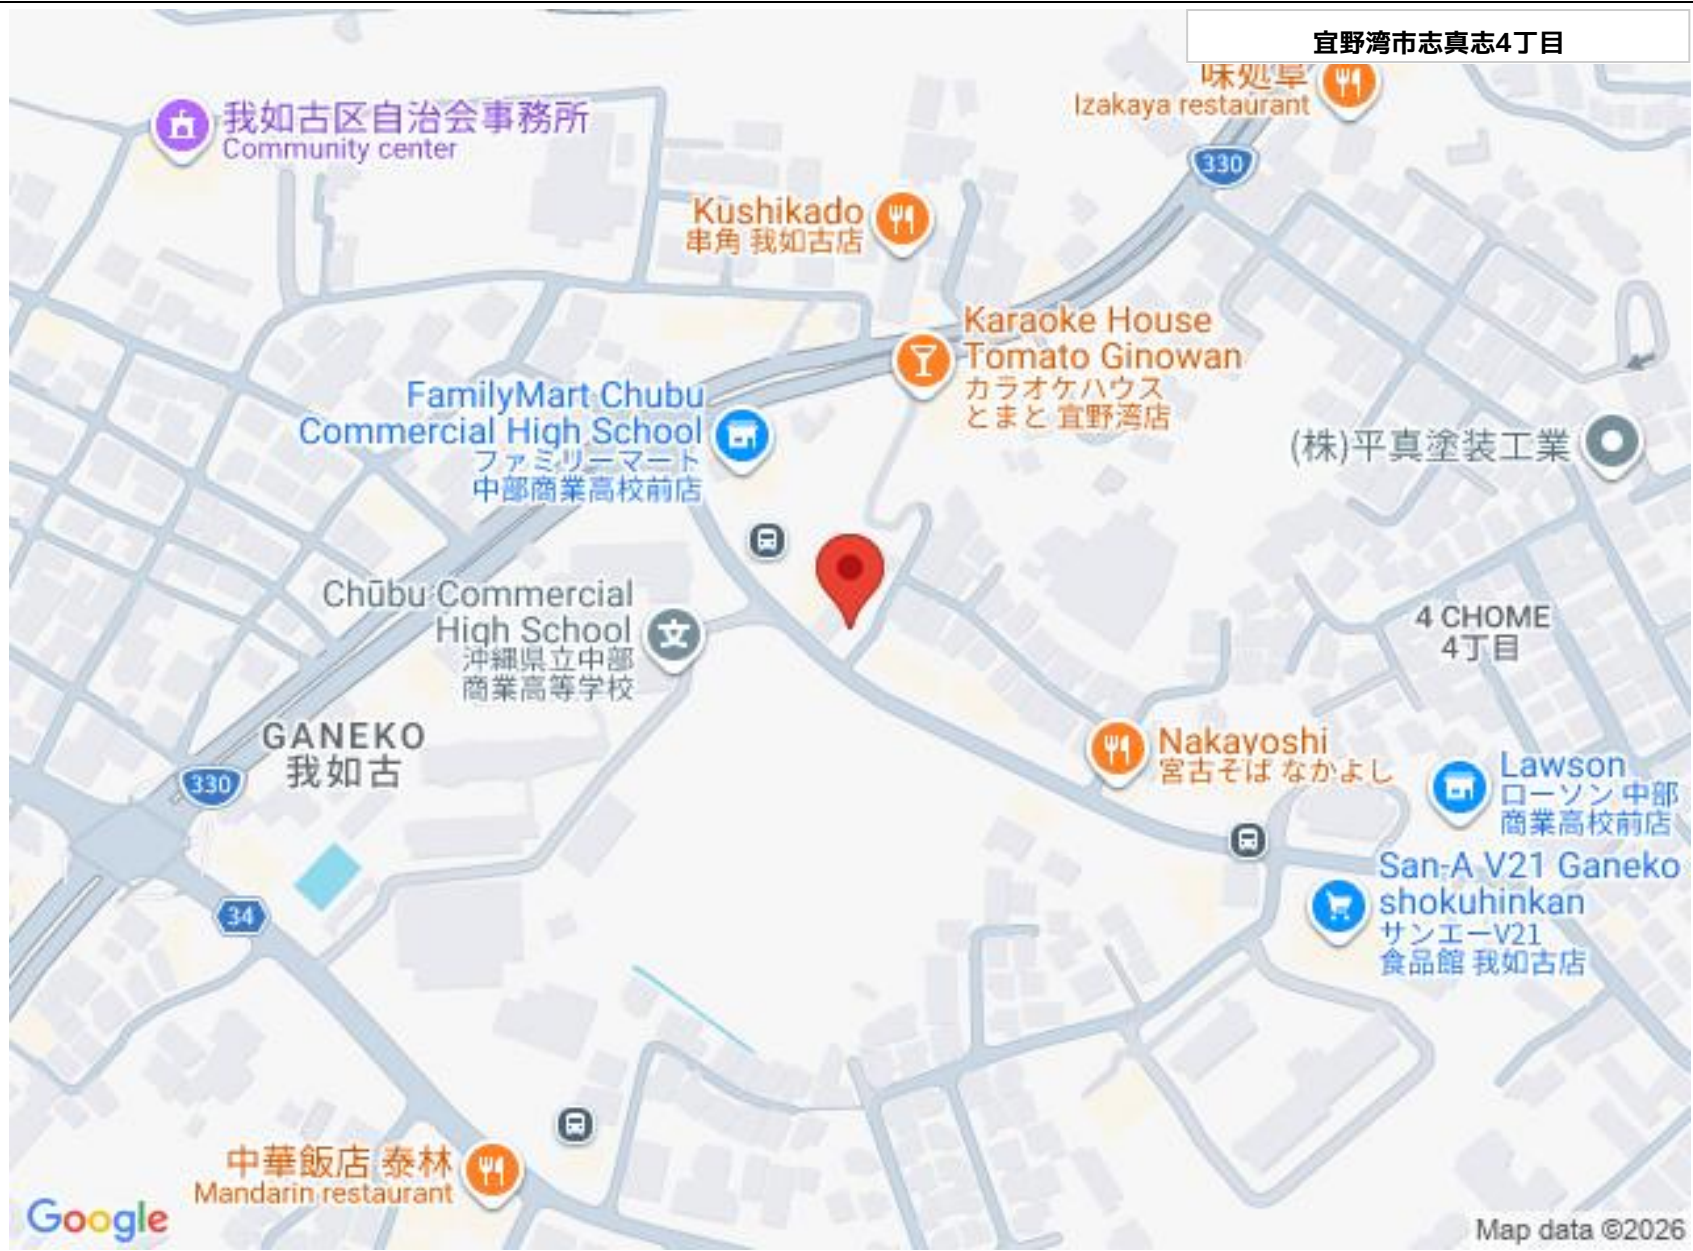 宜野湾市志真志4丁目
味処草
Izakaya restaurant
330
我如古区自治会事務所
Community center
Kushikado
串角 我如古店
Karaoke House
Tomato Ginowan
カラオケハウス
とまと 宜野湾店
FamilyMart Chubu
Commercial High School
ファミリーマート
中部商業高校前店
(株)平真塗装工業
Chūbu Commercial
High School
沖縄県立中部
商業高等学校
文
4 CHOME
4丁目
GANEKO
我如古
330
Nakayoshi
宮古そば なかよし
Lawson
ローソン 中部
商業高校前店
San-A V21 Ganeko
shokuhinkan
サンエーV21
食品館 我如古店
34
中華飯店 泰林
Mandarin restaurant
Google
Map data ©2026